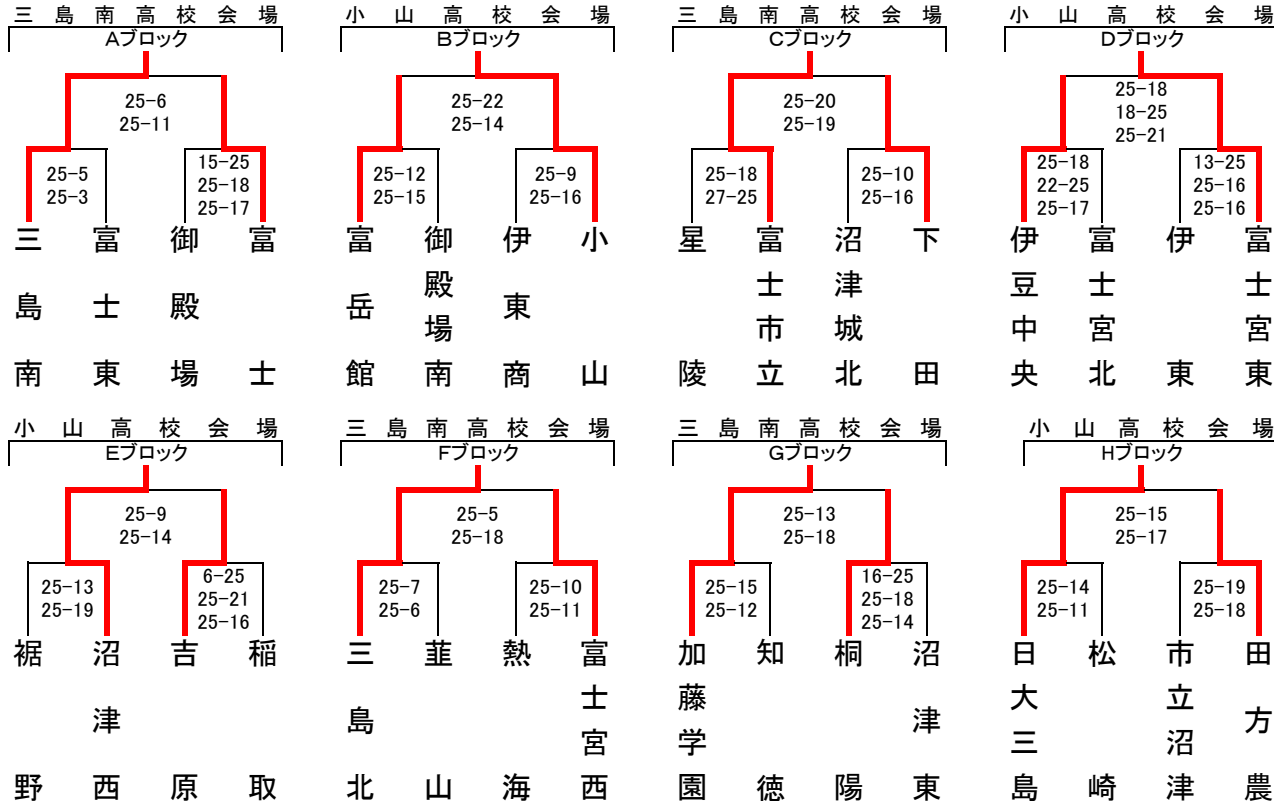 三島南高校会場
Aブロック
25-6
25-11
25-5
25-3
15-25
25-18
25-17
三島南
富士東
御殿場
富士
小山高校会場
Bブロック
25-22
25-14
25-12
25-15
25-9
25-16
富岳館
御殿場南
伊東商
小山
三島南高校会場
Cブロック
25-20
25-19
25-18
27-25
25-10
25-16
星陵
富士市立
沼津城北
下田
小山高校会場
Dブロック
25-18
18-25
25-21
25-18
22-25
25-17
13-25
25-16
25-16
伊豆中央
富士宮北
伊東
富士宮東
小山高校会場
Eブロック
25-9
25-14
25-13
25-19
6-25
25-21
25-16
裾野
沼津西
吉原
稲取
三島南高校会場
Fブロック
25-5
25-18
25-7
25-6
25-10
25-11
三島北
韮山
熱海
富士宮西
三島南高校会場
Gブロック
25-13
25-18
25-15
25-12
16-25
25-18
25-14
加藤学園
知徳
桐陽
沼津東
小山高校会場
Hブロック
25-15
25-17
25-14
25-11
25-19
25-18
日大三島
松崎
市立沼津
田方農